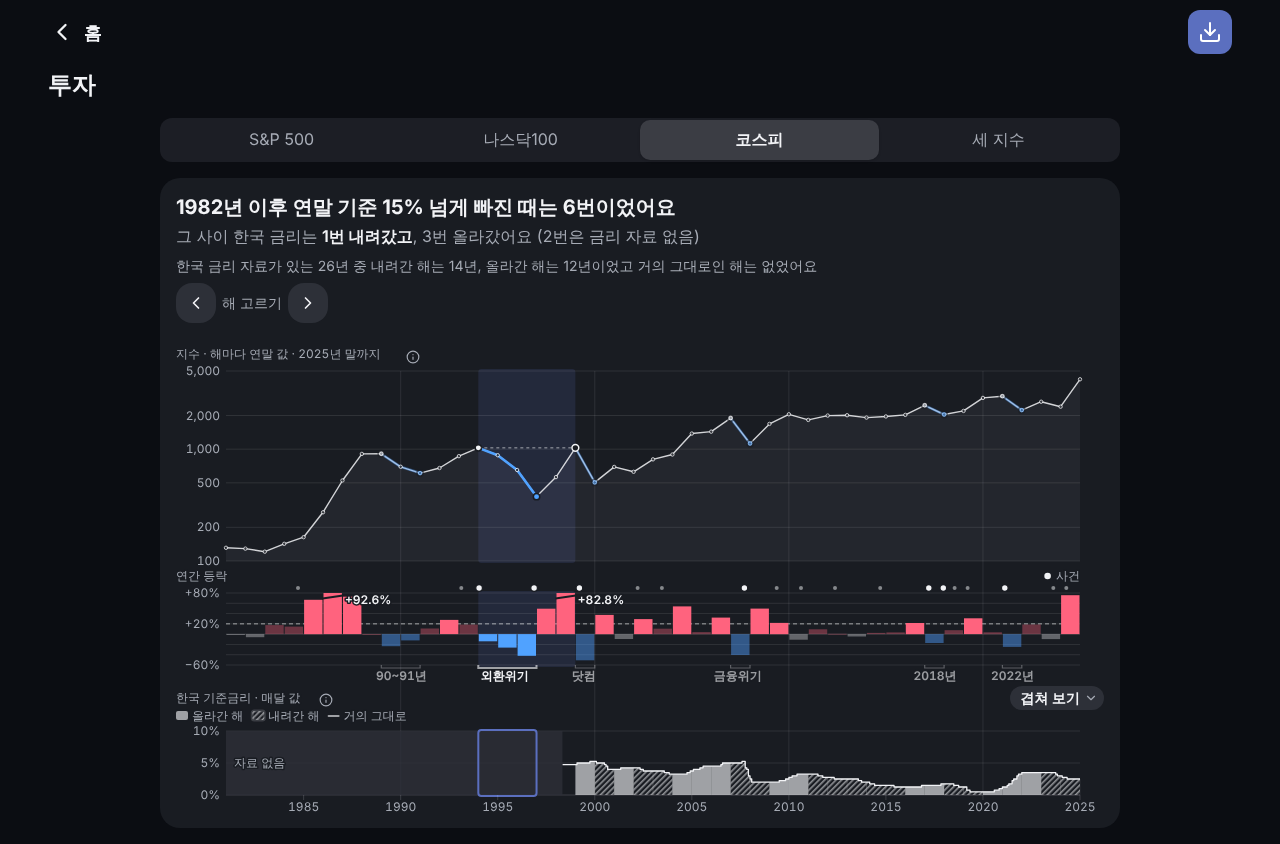 홈
투자
S&P 500 나스닥100 코스피 세 지수
1982년 이후 연말 기준 15% 넘게 빠진 때는 6번이었어요
그 사이 한국 금리는 1번 내려갔고, 3번 올라갔어요 (2번은 금리 자료 없음)
한국 금리 자료가 있는 26년 중 내려간 해는 14년, 올라간 해는 12년이었고 거의 그대로인 해는 없었어요
해 고르기
지수 · 해마다 연말 값 · 2025년 말까지
5,000
2,000
1,000
500
200
100
연간 등락 사건
+80%
+92.6% +82.8%
+20%
−60%
90~91년 외환위기 닷컴 금융위기 2018년 2022년
한국 기준금리 · 매달 값 겹쳐 보기
올라간 해 내려간 해 거의 그대로
10%
5% 자료 없음
0%
1985 1990 1995 2000 2005 2010 2015 2020 2025